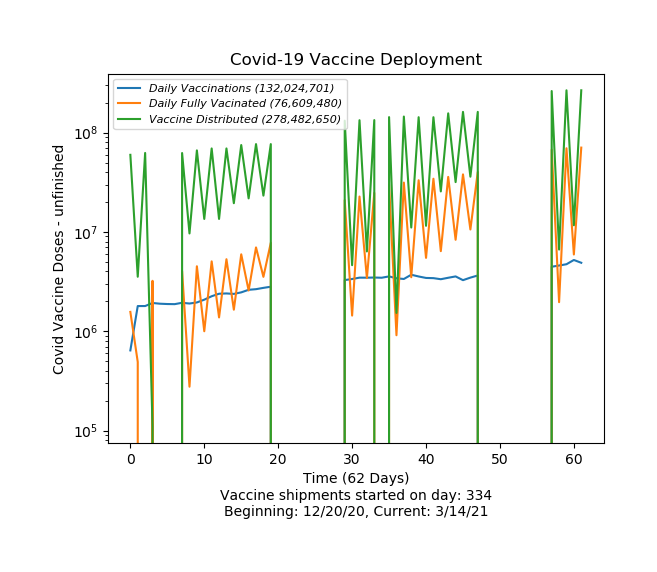 Covid-19 Vaccine Deployment
Daily Vaccinations (132,024,701)
Daily Fully Vacinated (76,609,480)
Vaccine Distributed (278,482,650)
Covid Vaccine Doses - unfinished
10^8
10^7
10^6
10^5
0 10 20 30 40 50 60
Time (62 Days)
Vaccine shipments started on day: 334
Beginning: 12/20/20, Current: 3/14/21